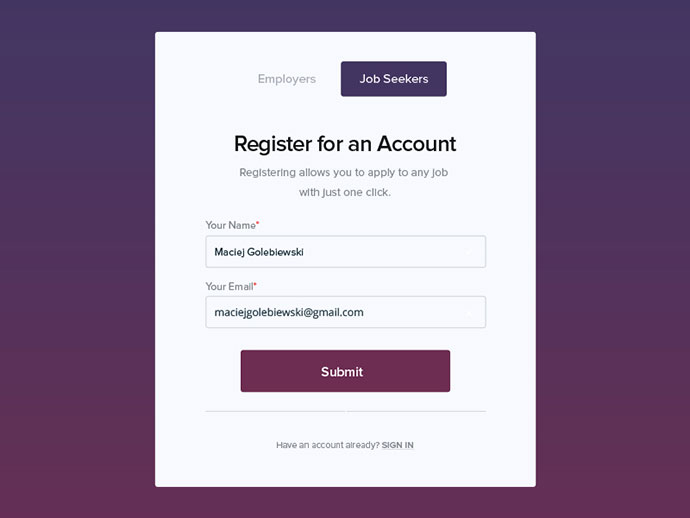 Employers
Job Seekers
Register for an Account
Registering allows you to apply to any job
with just one click.
Your Name*
Maciej Golebiewski
Your Email*
maciejgolebiewski@gmail.com
Submit
Have an account already? SIGN IN